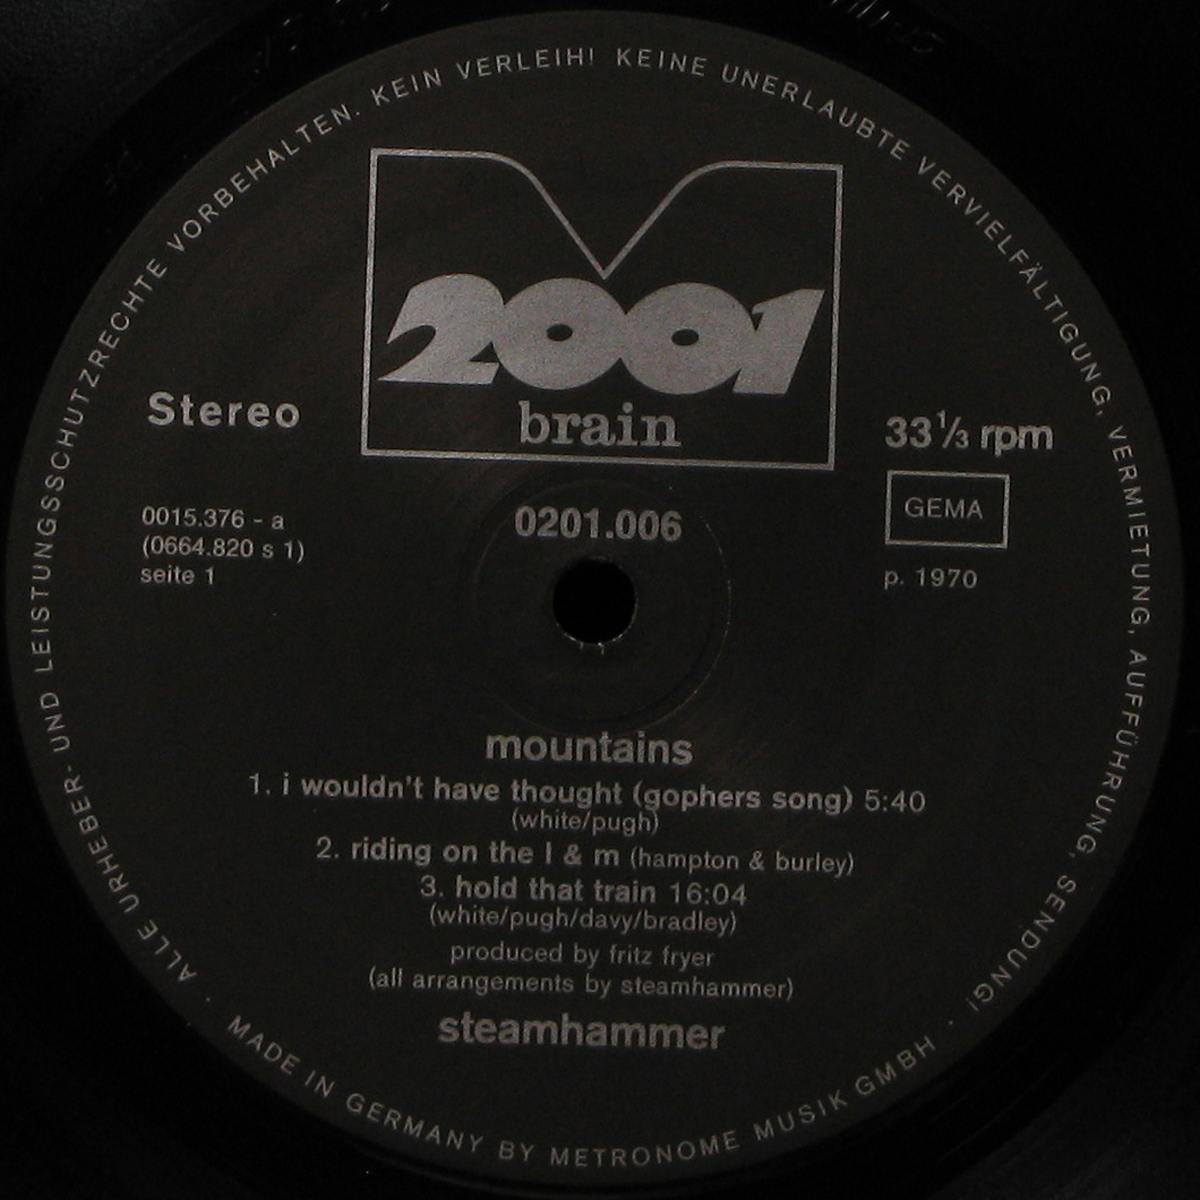 ALLE URHEBER- UND LEISTUNGSSCHUTZRECHTE VORBEHALTEN. KEIN VERLEIH! KEINE UNERLAUBTE VERVIELFÄLTIGUNG, VERMIETUNG, AUFFÜHRUNG, SENDUNG!
2001
brain
Stereo
33 1/3 rpm
GEMA
0015.376 - a
(0664.820 s 1)
seite 1
0201.006
p. 1970
mountains
1. i wouldn't have thought (gophers song) 5:40
(white/pugh)
2. riding on the l & m (hampton & burley)
3. hold that train 16:04
(white/pugh/davy/bradley)
produced by fritz fryer
(all arrangements by steamhammer)
steamhammer
· MADE IN GERMANY BY METRONOME MUSIK GMBH ·